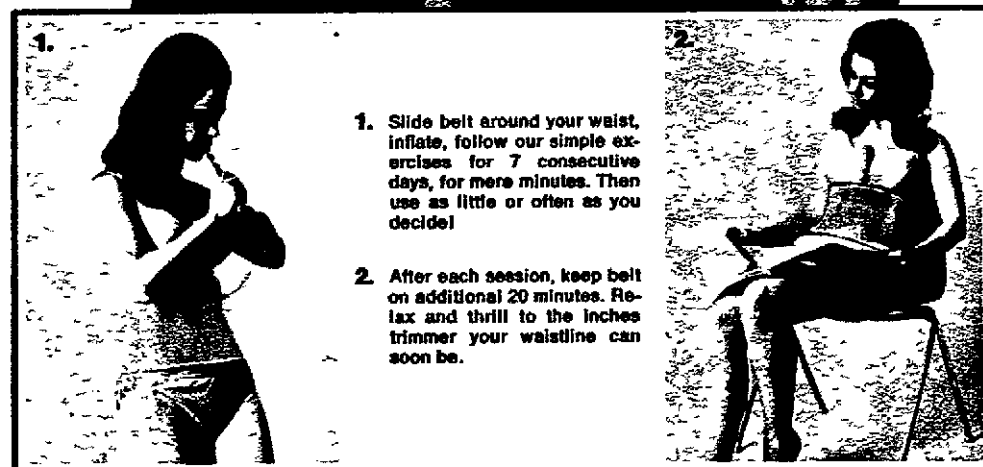 1.
2.
1. Slide belt around your waist,
inflate, follow our simple ex-
ercises for 7 consecutive
days, for mere minutes. Then
use as little or often as you
decide!
2. After each session, keep belt
on additional 20 minutes. Re-
lax and thrill to the inches
trimmer your waistline can
soon be.